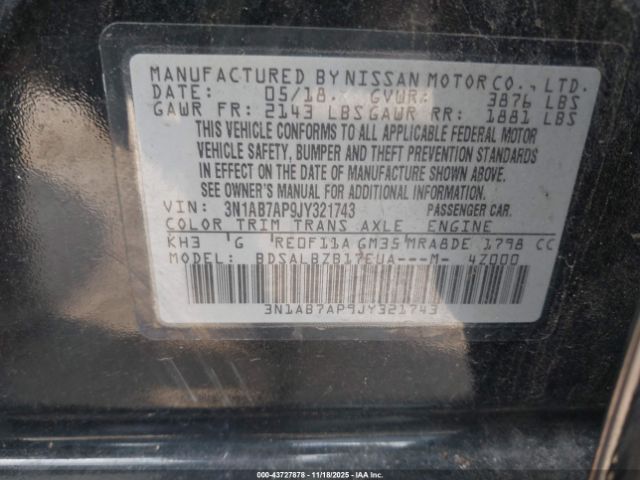 MANUFACTURED BY NISSAN MOTOR CO., LTD.
DATE: 05/18 GVWR: 3876 LBS
GAWR FR: 2143 LBS GAWR RR: 1881 LBS
THIS VEHICLE CONFORMS TO ALL APPLICABLE FEDERAL MOTOR
VEHICLE SAFETY, BUMPER AND THEFT PREVENTION STANDARDS
IN EFFECT ON THE DATE OF MANUFACTURE SHOWN ABOVE.
SEE OWNER'S MANUAL FOR ADDITIONAL INFORMATION.
VIN: 3N1AB7AP9JY321743 PASSENGER CAR.
COLOR TRIM TRANS AXLE ENGINE
KH3 G RE0F11A GM35 MRA8DE 1798 CC
MODEL: BDSALBZB17EUA---M- 4Z000
3N1AB7AP9JY321743
© 43727878 - 11/18/2025 - IAA, Inc.